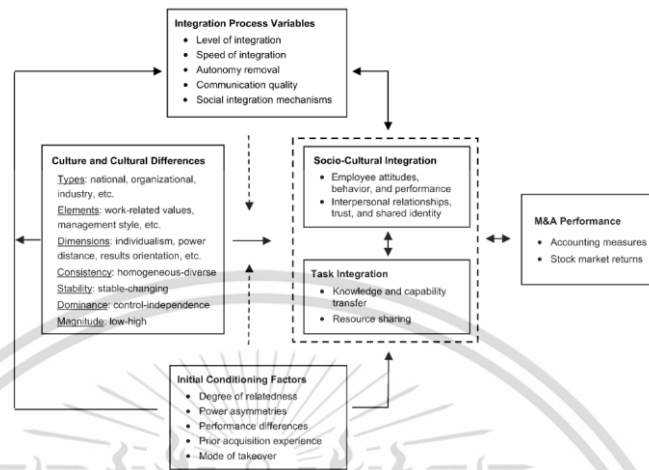 Integration Process Variables
• Level of integration
• Speed of integration
• Autonomy removal
• Communication quality
• Social integration mechanisms
Culture and Cultural Differences
Types: national, organizational,
industry, etc.
Elements: work-related values,
management style, etc.
Dimensions: individualism, power
distance, results orientation, etc.
Consistency: homogeneous-diverse
Stability: stable-changing
Dominance: control-independence
Magnitude: low-high
Socio-Cultural Integration
• Employee attitudes,
behavior, and performance
• Interpersonal relationships,
trust, and shared identity
Task Integration
• Knowledge and capability
transfer
• Resource sharing
M&A Performance
• Accounting measures
• Stock market returns
Initial Conditioning Factors
• Degree of relatedness
• Power asymmetries
• Performance differences
• Prior acquisition experience
• Mode of takeover